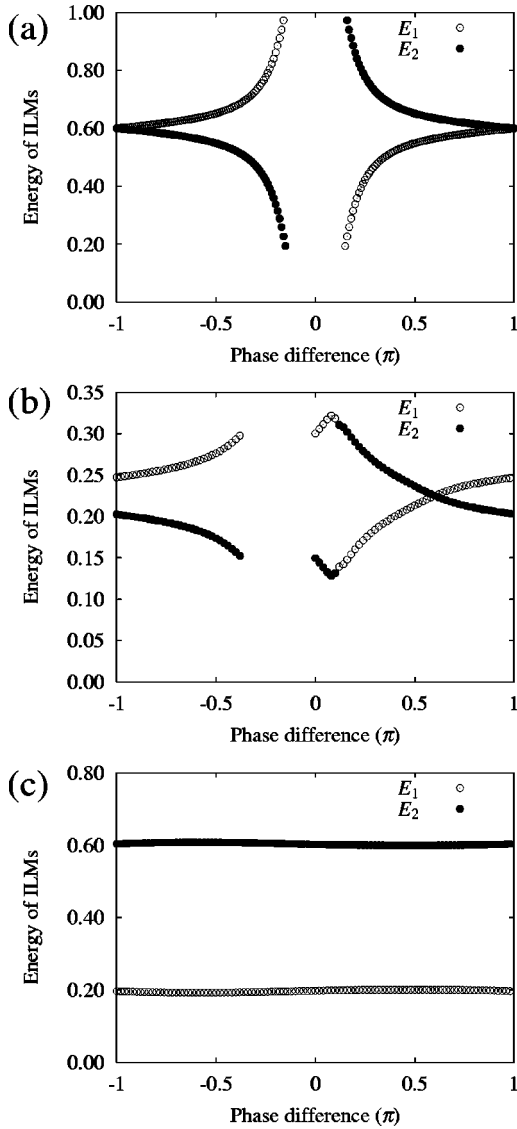 (a)
1.00
0.80
0.60
0.40
0.20
0.00
Energy of ILMs
E1
E2
-1 -0.5 0 0.5 1
Phase difference (π)
(b)
0.35
0.30
0.25
0.20
0.15
0.10
0.05
0.00
Energy of ILMs
E1
E2
-1 -0.5 0 0.5 1
Phase difference (π)
(c)
0.80
0.60
0.40
0.20
0.00
Energy of ILMs
E1
E2
-1 -0.5 0 0.5 1
Phase difference (π)